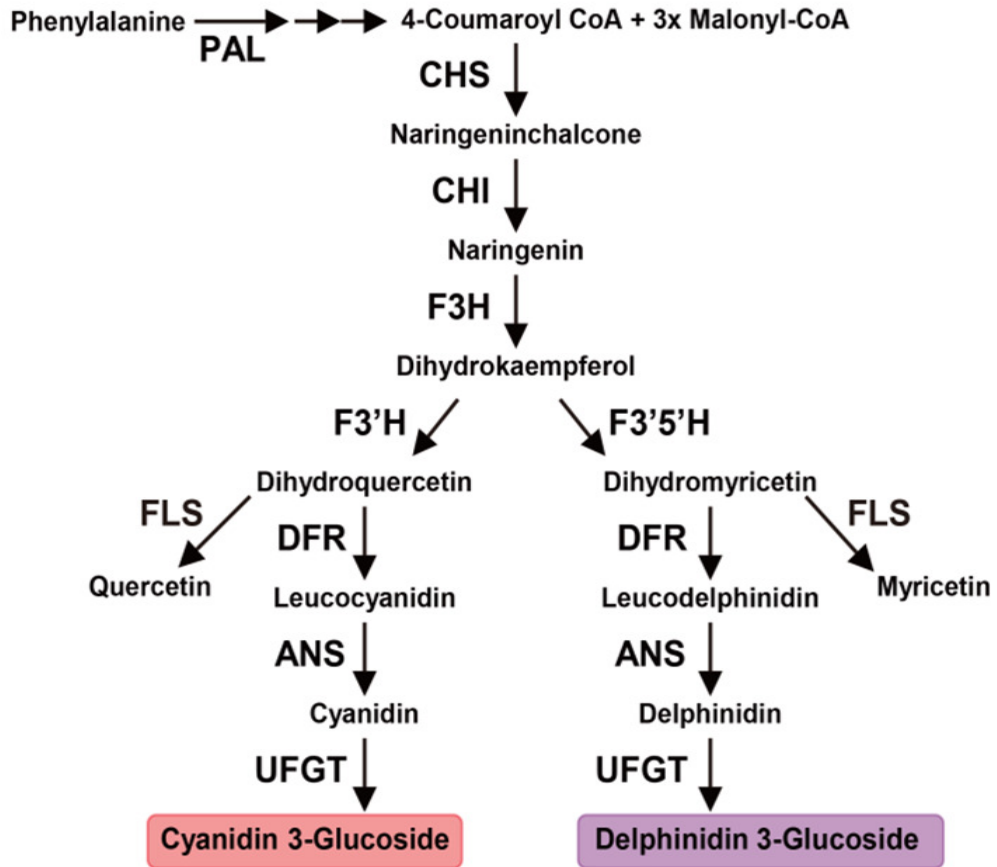 Phenylalanine
PAL
4-Coumaroyl CoA + 3x Malonyl-CoA
CHS
Naringeninchalcone
CHI
Naringenin
F3H
Dihydrokaempferol
F3’H
F3’5’H
Dihydroquercetin
Dihydromyricetin
FLS
DFR
DFR
FLS
Quercetin
Leucocyanidin
Leucodelphinidin
Myricetin
ANS
ANS
Cyanidin
Delphinidin
UFGT
UFGT
Cyanidin 3-Glucoside
Delphinidin 3-Glucoside